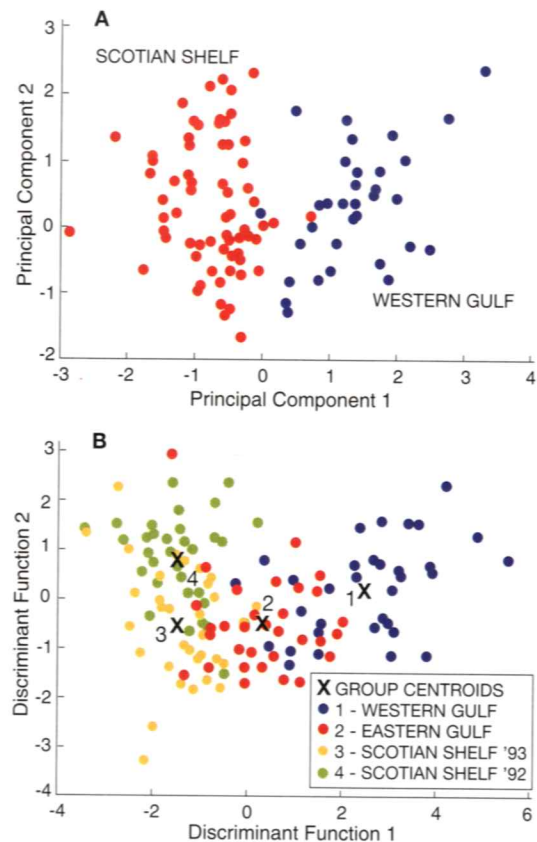 A
3
SCOTIAN SHELF
2
1
0
-1
WESTERN GULF
-2
-3 -2 -1 0 1 2 3 4
Principal Component 2
Principal Component 1
B
3
2
1
0
-1
-2
-3
-4
4
3
2
1
X GROUP CENTROIDS
1 - WESTERN GULF
2 - EASTERN GULF
3 - SCOTIAN SHELF '93
4 - SCOTIAN SHELF '92
-4 -2 0 2 4 6
Discriminant Function 2
Discriminant Function 1